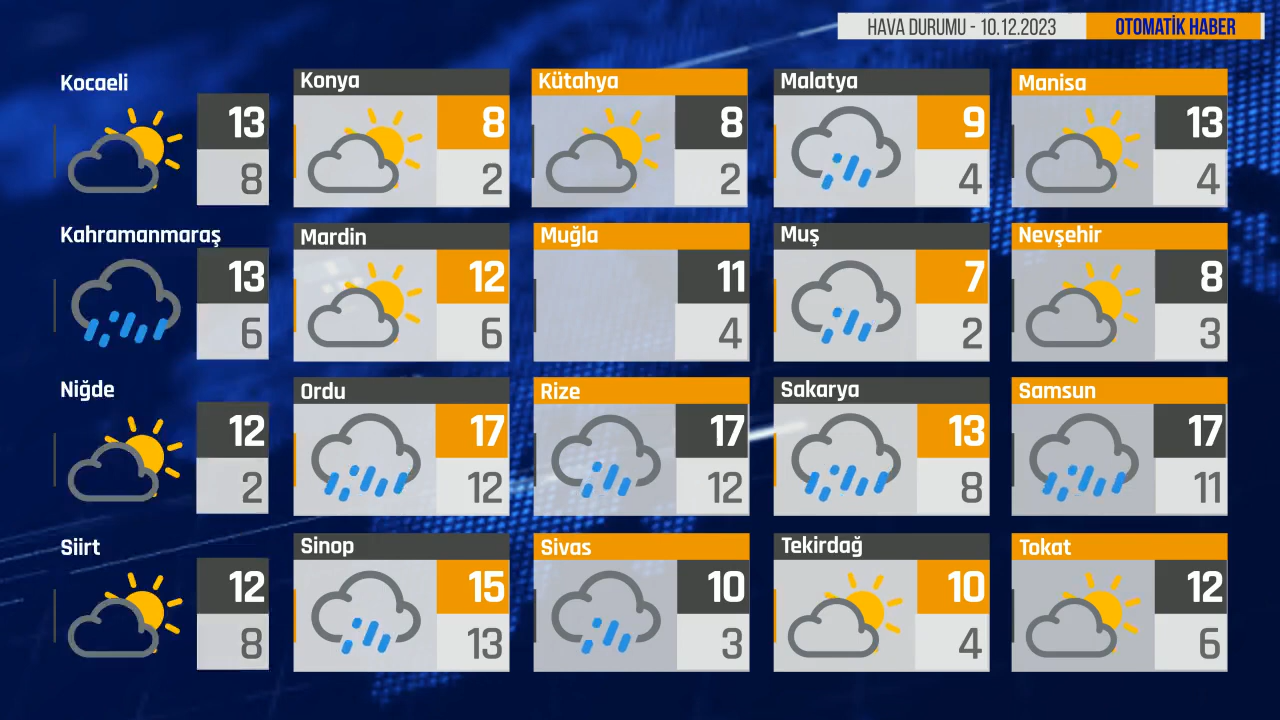 HAVA DURUMU - 10.12.2023 OTOMATİK HABER
Kocaeli
13
8
Konya
8
2
Kütahya
8
2
Malatya
9
4
Manisa
13
4
Kahramanmaraş
13
6
Mardin
12
6
Muğla
11
4
Muş
7
2
Nevşehir
8
3
Niğde
12
2
Ordu
17
12
Rize
17
12
Sakarya
13
8
Samsun
17
11
Siirt
12
8
Sinop
15
13
Sivas
10
3
Tekirdağ
10
4
Tokat
12
6